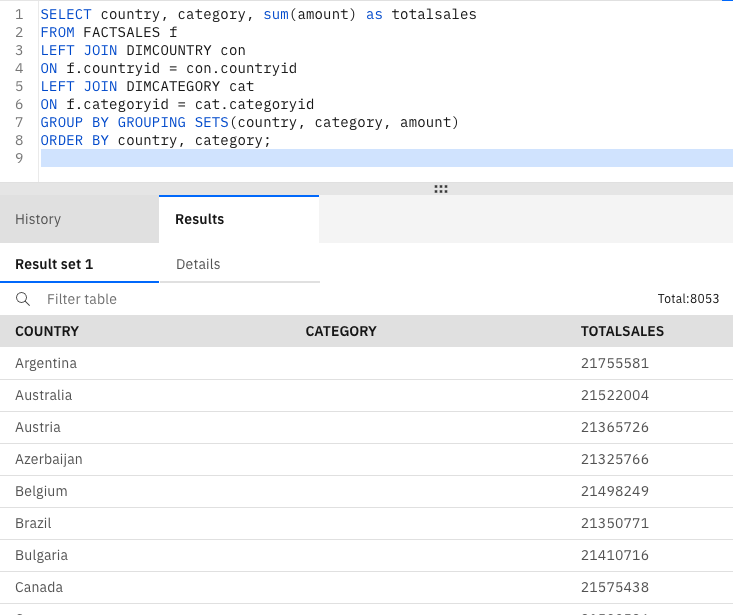 1 SELECT country, category, sum(amount) as totalsales
2 FROM FACTSALES f
3 LEFT JOIN DIMCOUNTRY con
4 ON f.countryid = con.countryid
5 LEFT JOIN DIMCATEGORY cat
6 ON f.categoryid = cat.categoryid
7 GROUP BY GROUPING SETS(country, category, amount)
8 ORDER BY country, category;
9
History Results
Result set 1 Details
Filter table Total:8053
COUNTRY CATEGORY TOTALSALES
Argentina 21755581
Australia 21522004
Austria 21365726
Azerbaijan 21325766
Belgium 21498249
Brazil 21350771
Bulgaria 21410716
Canada 21575438